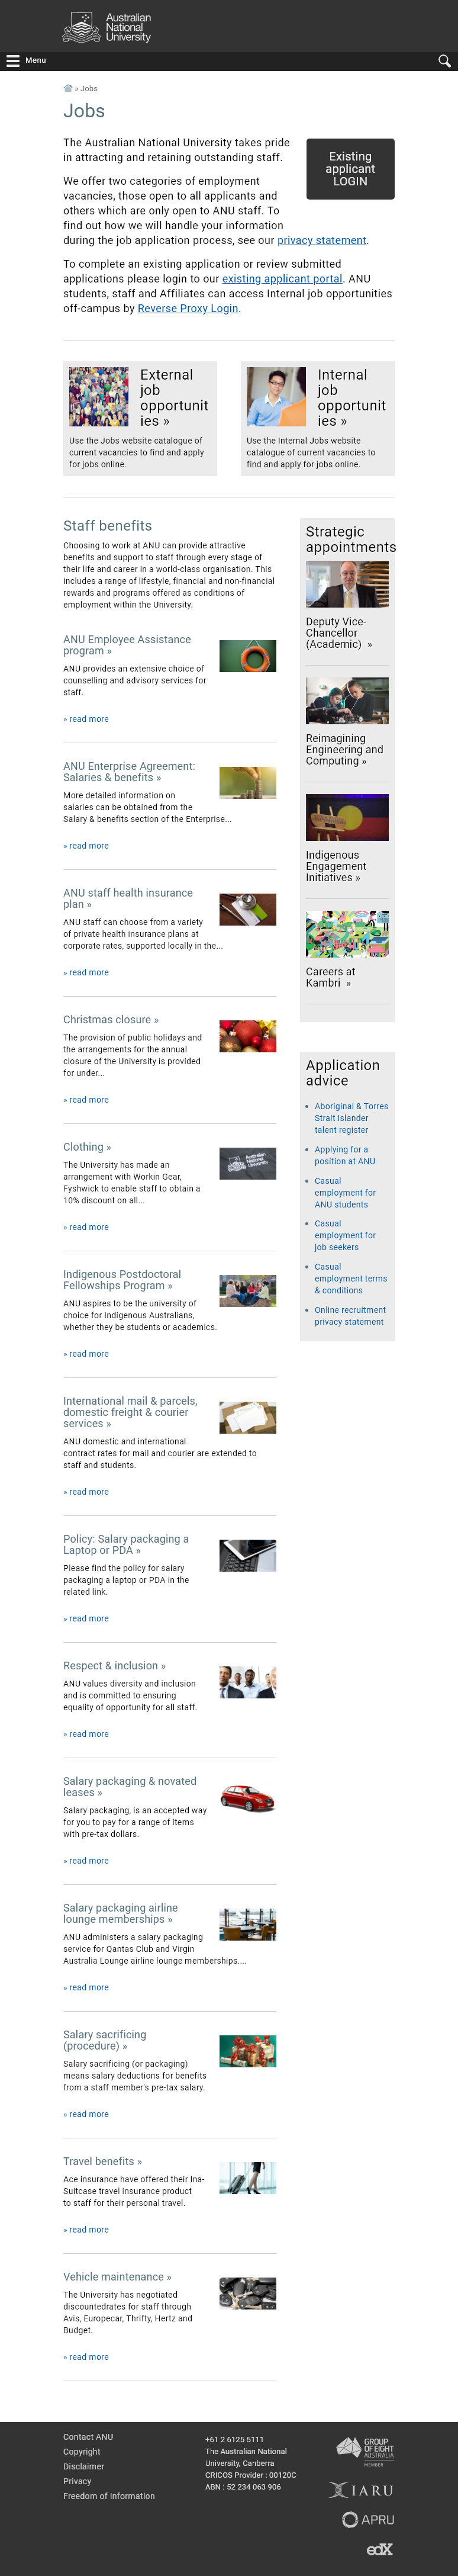 Australian
National
University
Menu
» Jobs
Jobs
The Australian National University takes pride
in attracting and retaining outstanding staff.
Existing
applicant
LOGIN
We offer two categories of employment
vacancies, those open to all applicants and
others which are only open to ANU staff. To
find out how we will handle your information
during the job application process, see our privacy statement.
To complete an existing application or review submitted
applications please login to our existing applicant portal. ANU
students, staff and Affiliates can access Internal job opportunities
off-campus by Reverse Proxy Login.
External
job
opportunit
ies »
Use the Jobs website catalogue of
current vacancies to find and apply
for jobs online.
Internal
job
opportunit
ies »
Use the Internal Jobs website
catalogue of current vacancies to
find and apply for jobs online.
Staff benefits
Choosing to work at ANU can provide attractive
benefits and support to staff through every stage of
their life and career in a world-class organisation. This
includes a range of lifestyle, financial and non-financial
rewards and programs offered as conditions of
employment within the University.
ANU Employee Assistance
program »
ANU provides an extensive choice of
counselling and advisory services for
staff.
» read more
ANU Enterprise Agreement:
Salaries & benefits »
More detailed information on
salaries can be obtained from the
Salary & benefits section of the Enterprise...
» read more
ANU staff health insurance
plan »
ANU staff can choose from a variety
of private health insurance plans at
corporate rates, supported locally in the...
» read more
Christmas closure »
The provision of public holidays and
the arrangements for the annual
closure of the University is provided
for under...
» read more
Clothing »
The University has made an
arrangement with Workin Gear,
Fyshwick to enable staff to obtain a
10% discount on all...
Australian
National
University
» read more
Indigenous Postdoctoral
Fellowships Program »
ANU aspires to be the university of
choice for Indigenous Australians,
whether they be students or academics.
» read more
International mail & parcels,
domestic freight & courier
services »
ANU domestic and international
contract rates for mail and courier are extended to
staff and students.
» read more
Policy: Salary packaging a
Laptop or PDA »
Please find the policy for salary
packaging a laptop or PDA in the
related link.
» read more
Respect & inclusion »
ANU values diversity and inclusion
and is committed to ensuring
equality of opportunity for all staff.
» read more
Salary packaging & novated
leases »
Salary packaging, is an accepted way
for you to pay for a range of items
with pre-tax dollars.
» read more
Salary packaging airline
lounge memberships »
ANU administers a salary packaging
service for Qantas Club and Virgin
Australia Lounge airline lounge memberships....
» read more
Salary sacrificing
(procedure) »
Salary sacrificing (or packaging)
means salary deductions for benefits
from a staff member's pre-tax salary.
» read more
Travel benefits »
Ace insurance have offered their Ina-
Suitcase travel insurance product
to staff for their personal travel.
» read more
Vehicle maintenance »
The University has negotiated
discountedrates for staff through
Avis, Europecar, Thrifty, Hertz and
Budget.
» read more
Strategic
appointments
Deputy Vice-
Chancellor
(Academic) »
Reimagining
Engineering and
Computing »
Indigenous
Engagement
Initiatives »
Careers at
Kambri »
Application
advice
Aboriginal & Torres
Strait Islander
talent register
Applying for a
position at ANU
Casual
employment for
ANU students
Casual
employment for
job seekers
Casual
employment terms
& conditions
Online recruitment
privacy statement
Contact ANU
Copyright
Disclaimer
Privacy
Freedom of Information
+61 2 6125 5111
The Australian National
University, Canberra
CRICOS Provider : 00120C
ABN : 52 234 063 906
GROUP
OF EIGHT
AUSTRALIA
MEMBER
IARU
APRU
edX